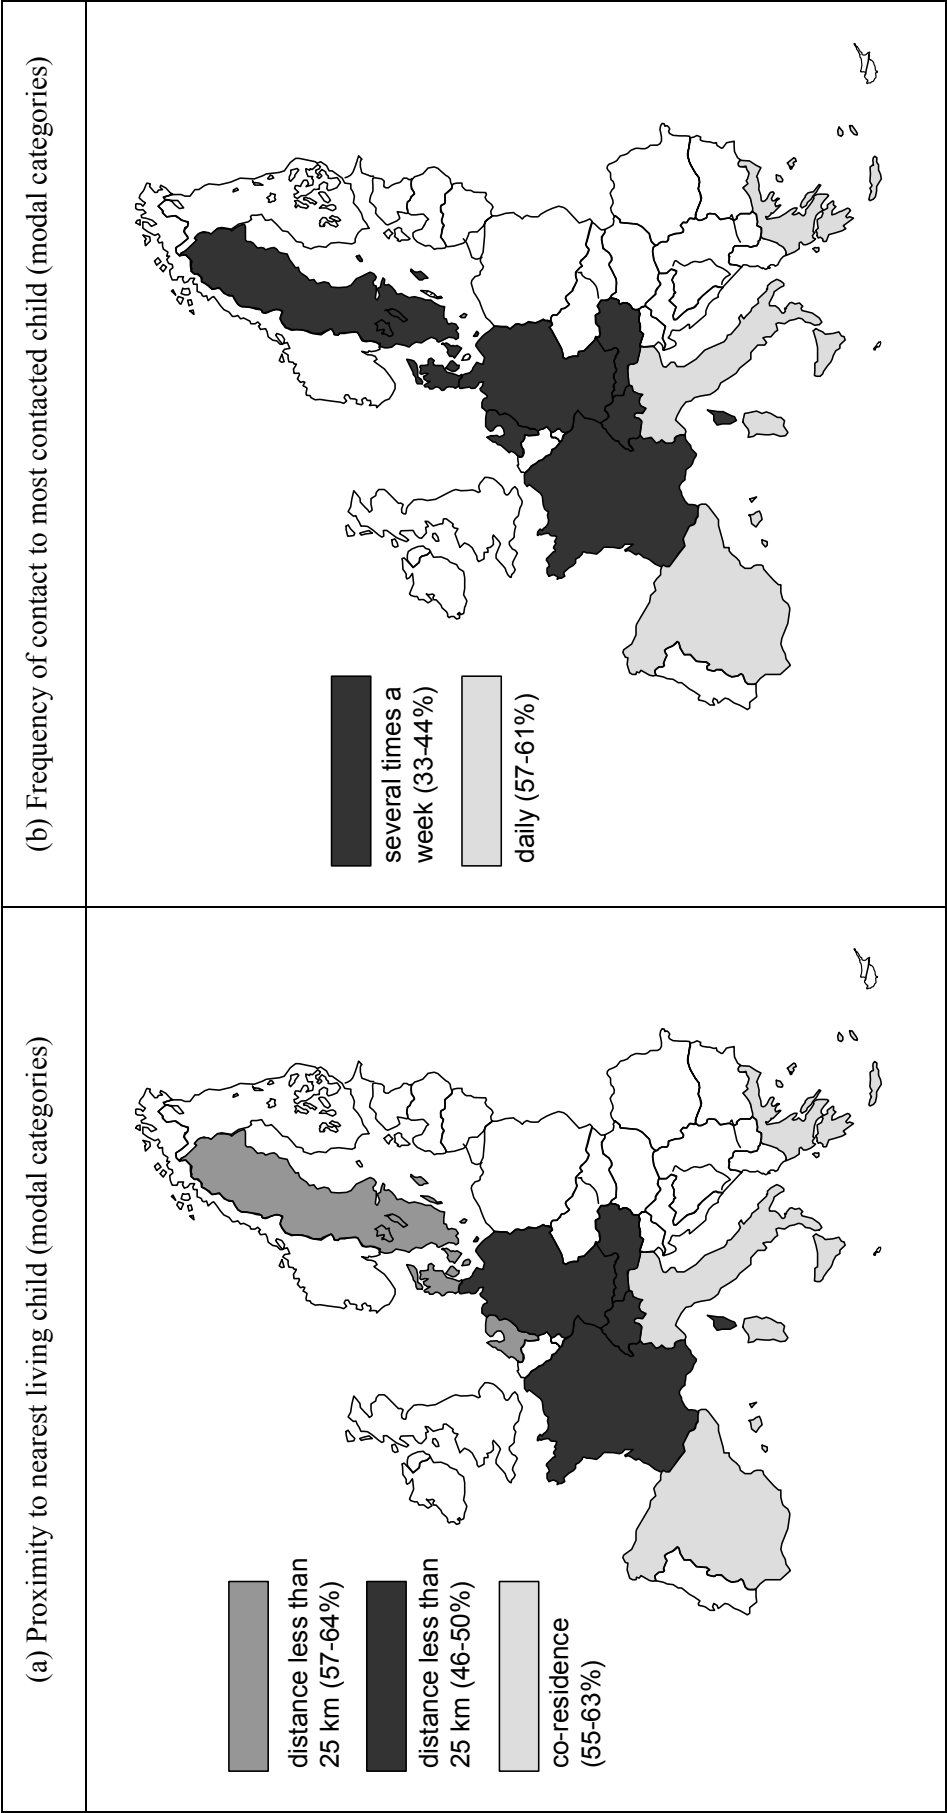 (a) Proximity to nearest living child (modal categories)
distance less than
25 km (57-64%)
distance less than
25 km (46-50%)
co-residence
(55-63%)
(b) Frequency of contact to most contacted child (modal categories)
several times a
week (33-44%)
daily (57-61%)